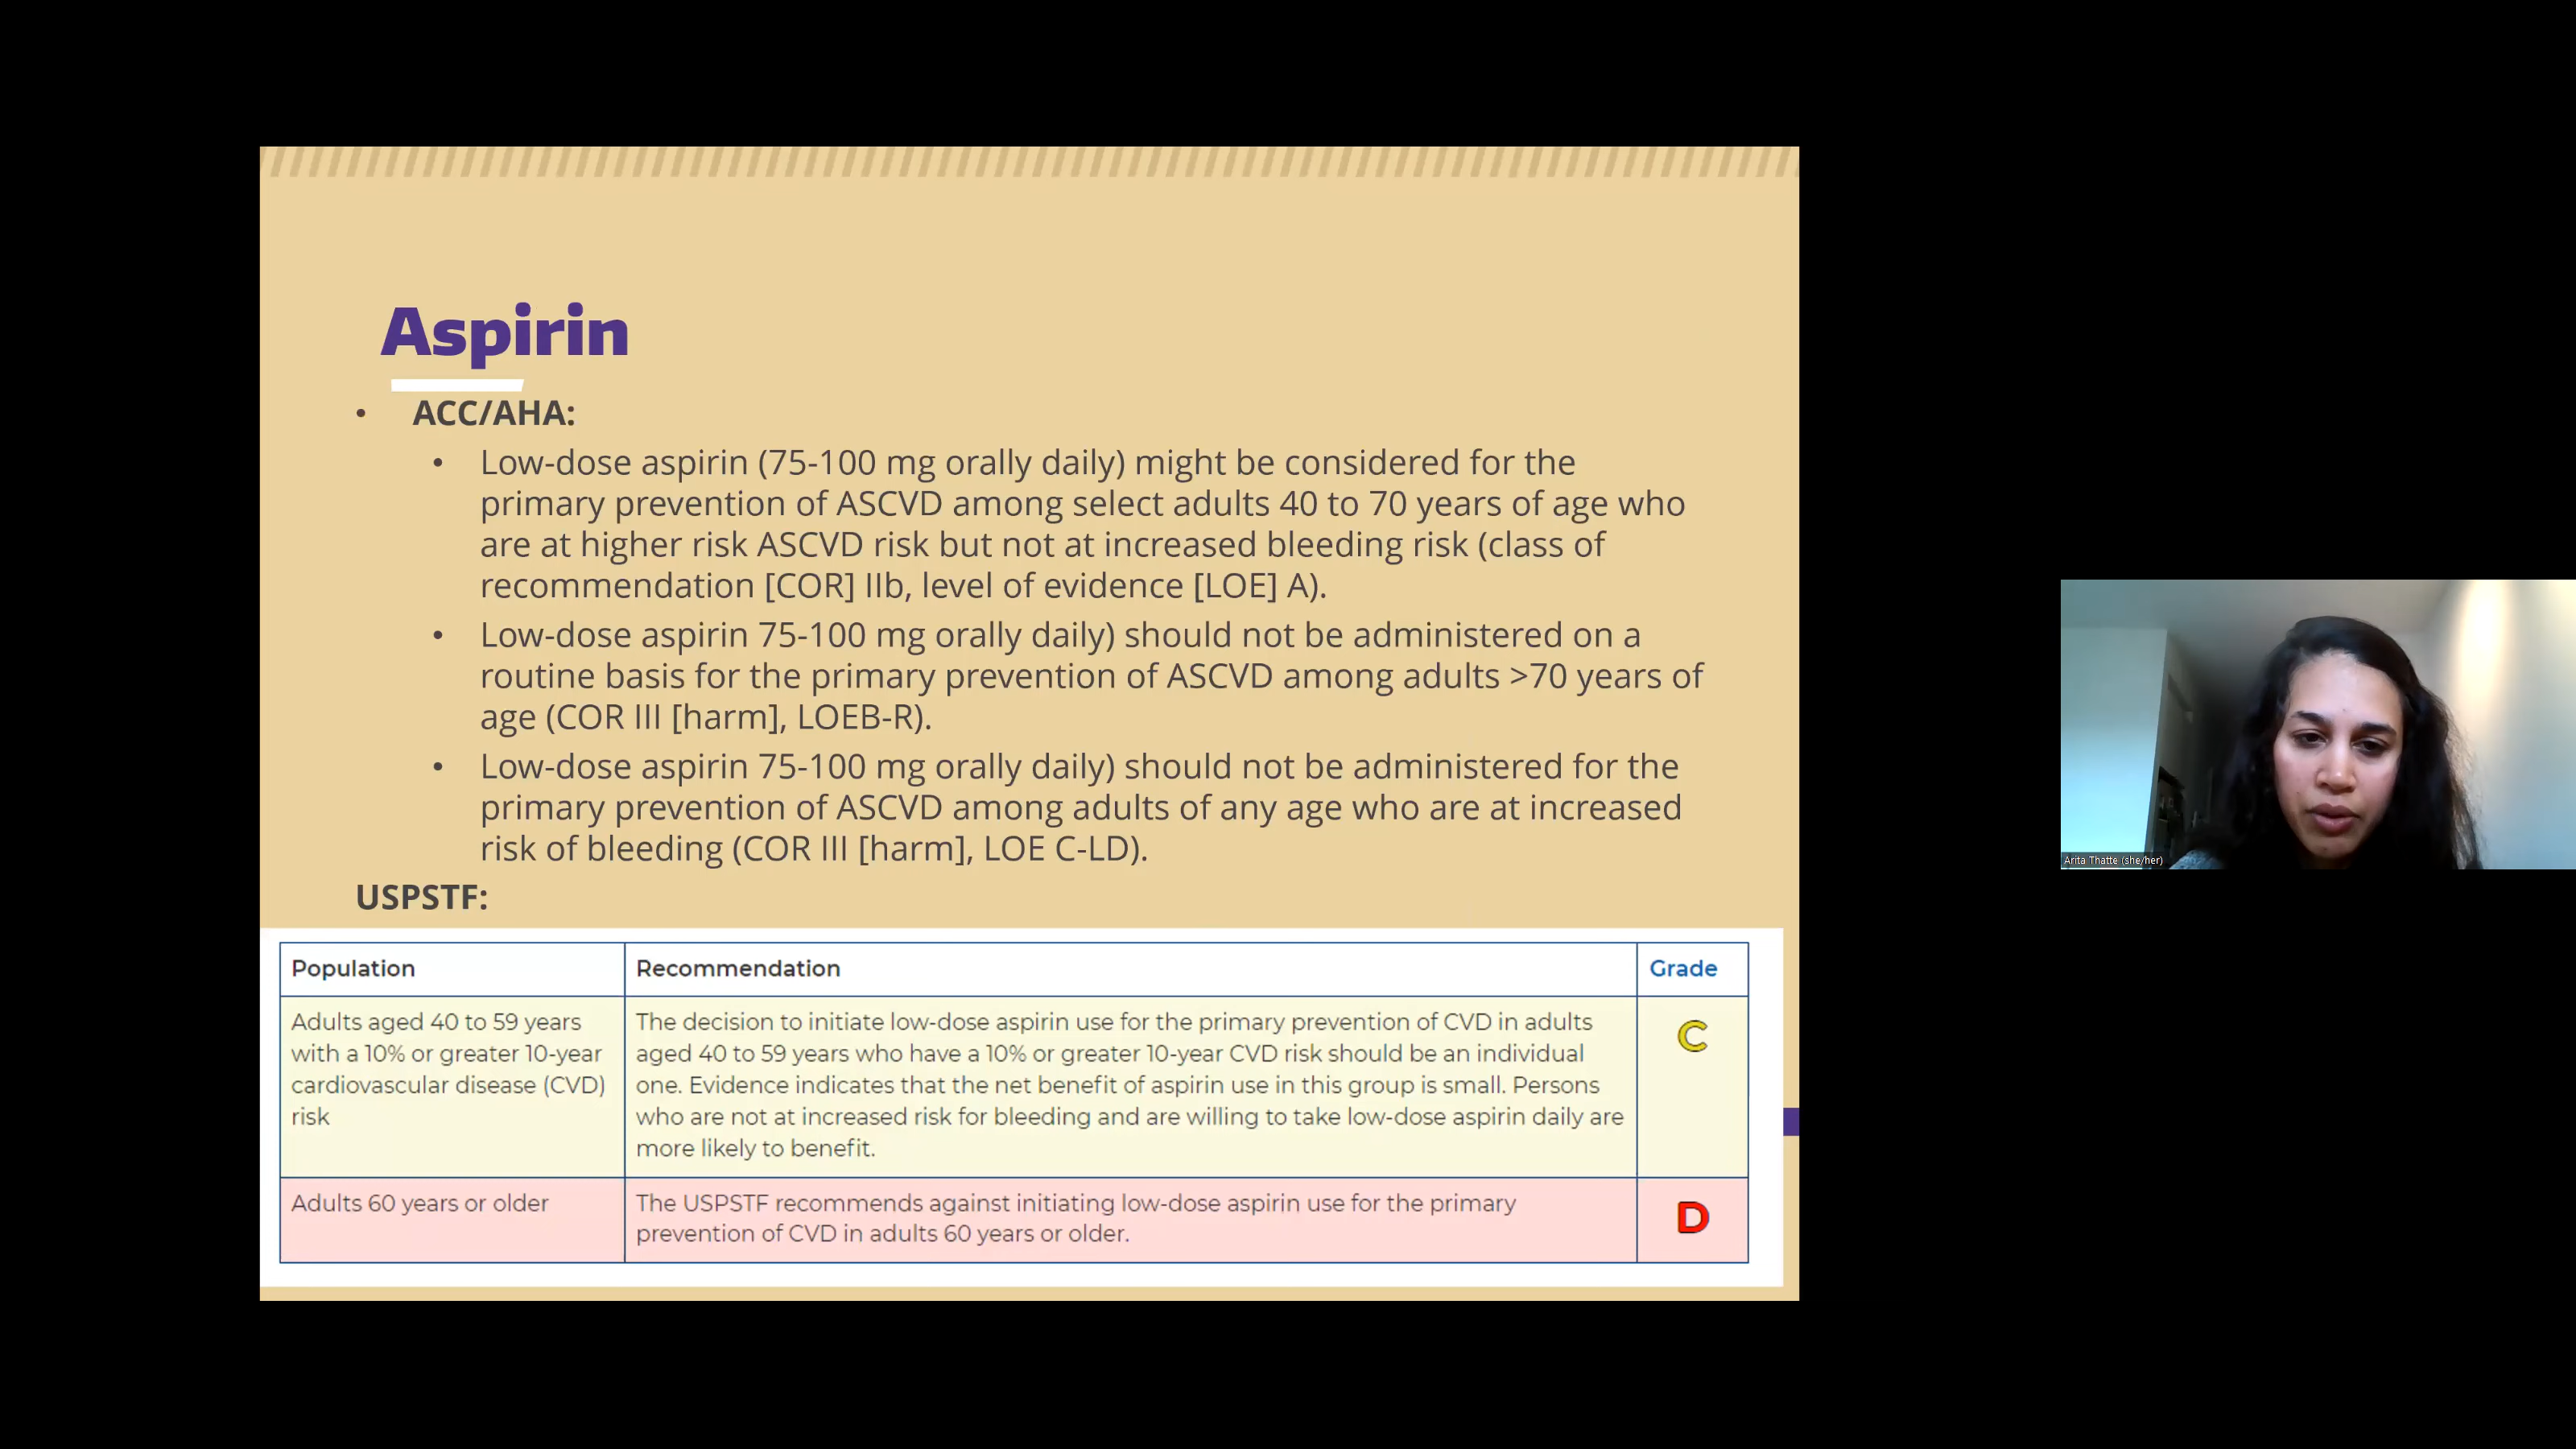 Aspirin
• ACC/AHA:
• Low-dose aspirin (75-100 mg orally daily) might be considered for the
primary prevention of ASCVD among select adults 40 to 70 years of age who
are at higher risk ASCVD risk but not at increased bleeding risk (class of
recommendation [COR] IIb, level of evidence [LOE] A).
• Low-dose aspirin 75-100 mg orally daily) should not be administered on a
routine basis for the primary prevention of ASCVD among adults >70 years of
age (COR III [harm], LOEB-R).
• Low-dose aspirin 75-100 mg orally daily) should not be administered for the
primary prevention of ASCVD among adults of any age who are at increased
risk of bleeding (COR III [harm], LOE C-LD).
USPSTF:
Population
Recommendation
Grade
Adults aged 40 to 59 years
with a 10% or greater 10-year
cardiovascular disease (CVD)
risk
The decision to initiate low-dose aspirin use for the primary prevention of CVD in adults
aged 40 to 59 years who have a 10% or greater 10-year CVD risk should be an individual
one. Evidence indicates that the net benefit of aspirin use in this group is small. Persons
who are not at increased risk for bleeding and are willing to take low-dose aspirin daily are
more likely to benefit.
C
Adults 60 years or older
The USPSTF recommends against initiating low-dose aspirin use for the primary
prevention of CVD in adults 60 years or older.
D
Arita Thatte (she/her)